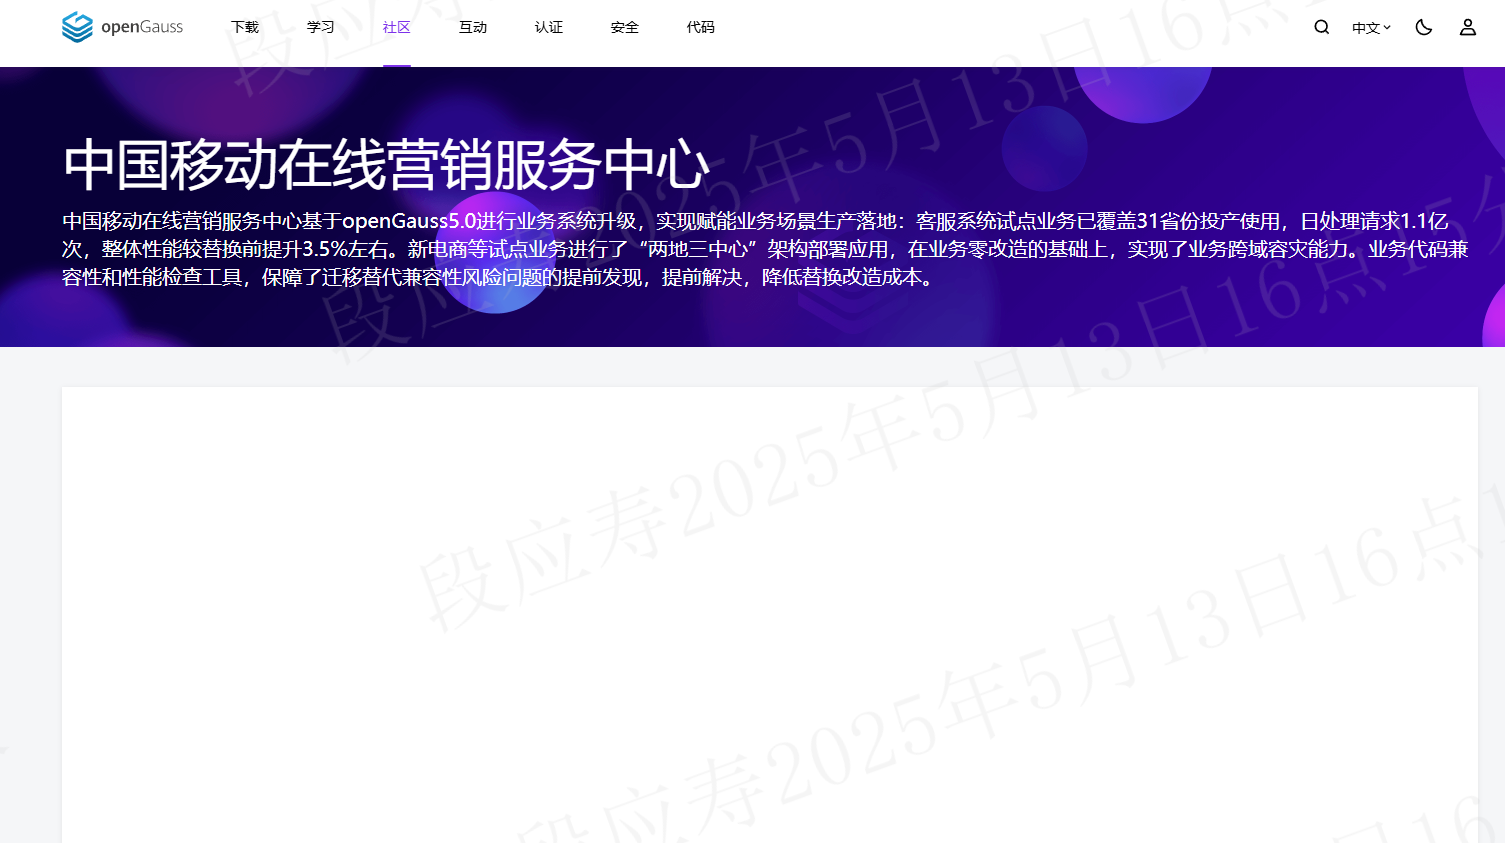 openGauss 下载 学习 社区 互动 认证 安全 代码 中文
中国移动在线营销服务中心
中国移动在线营销服务中心基于openGauss5.0进行业务系统升级，实现赋能业务场景生产落地：客服系统试点业务已覆盖31省份投产使用，日处理请求1.1亿
次，整体性能较替换前提升3.5%左右。新电商等试点业务进行了“两地三中心”架构部署应用，在业务零改造的基础上，实现了业务跨域容灾能力。业务代码兼
容性和性能检查工具，保障了迁移替代兼容性风险问题的提前发现，提前解决，降低替换改造成本。
段应寿2025年5月13日16点
段应寿2025年5月13日16点1
段应寿2025年5月13日16点1
段应寿2025年5月13日16点1